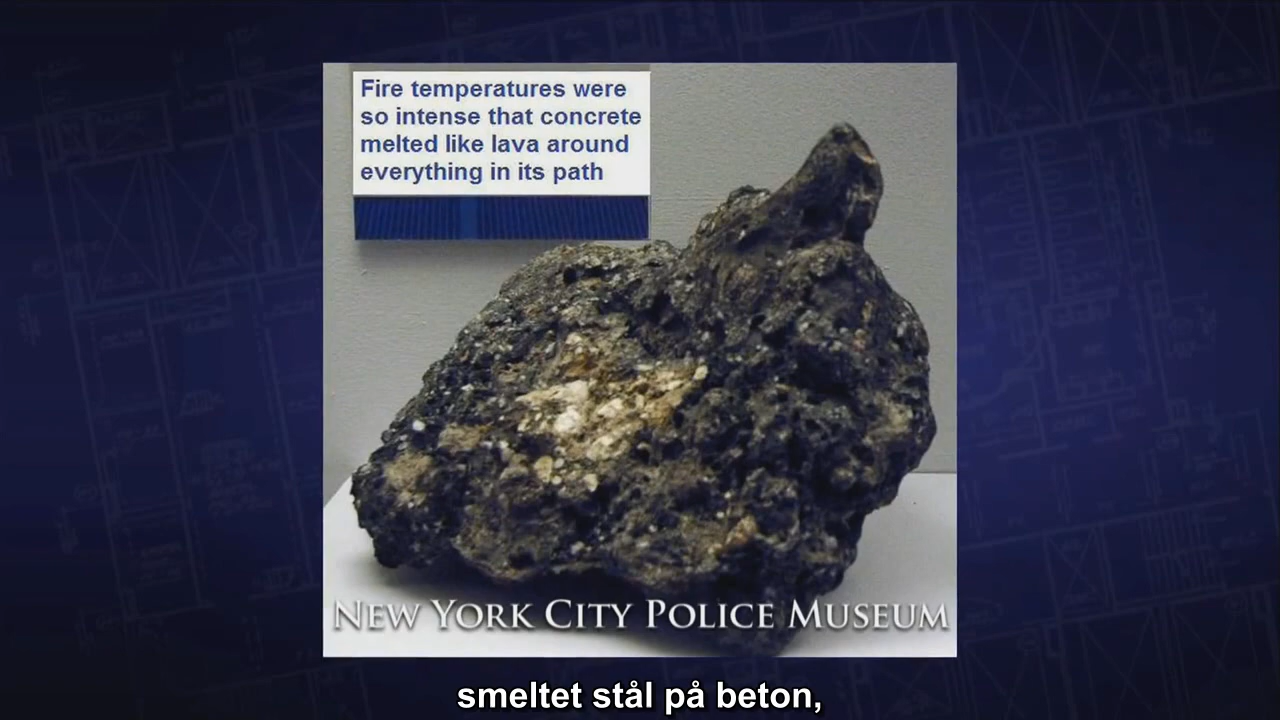 Fire temperatures were
so intense that concrete
melted like lava around
everything in its path
NEW YORK CITY POLICE MUSEUM
smeltet stål på beton,